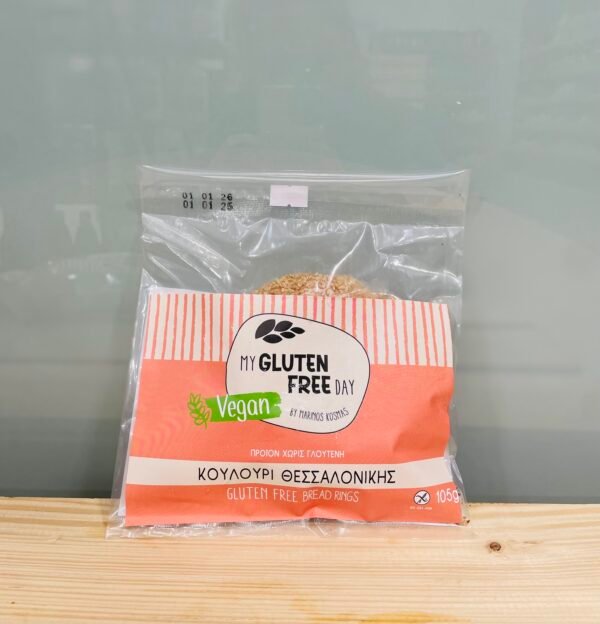 01 01 26
01 01 25
MY GLUTEN
FREE DAY
Vegan
BY MARINOS KOSMAS
ΠΡΟΪΟΝ ΧΩΡΙΣ ΓΛΟΥΤΕΝΗ
ΚΟΥΛΟΥΡΙ ΘΕΣΣΑΛΟΝΙΚΗΣ
GLUTEN FREE BREAD RINGS
105g